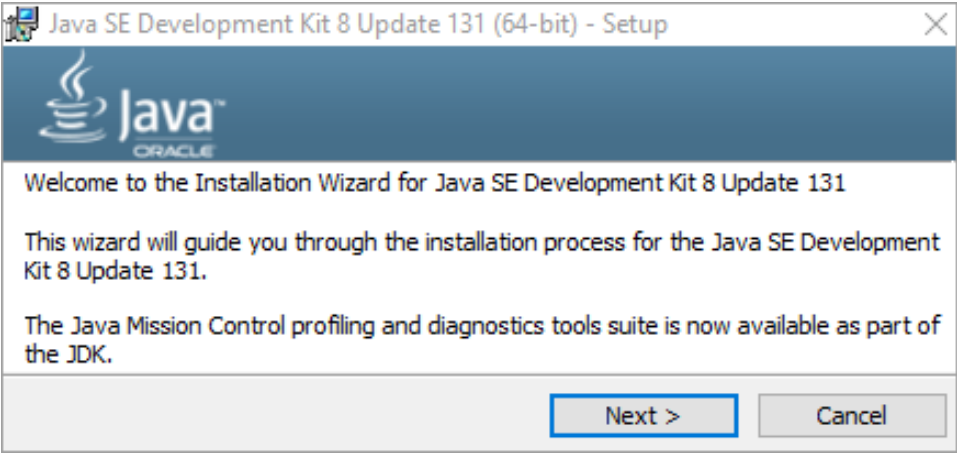 Java SE Development Kit 8 Update 131 (64-bit) - Setup
Java™
ORACLE
Welcome to the Installation Wizard for Java SE Development Kit 8 Update 131
This wizard will guide you through the installation process for the Java SE Development
Kit 8 Update 131.
The Java Mission Control profiling and diagnostics tools suite is now available as part of
the JDK.
Next >
Cancel